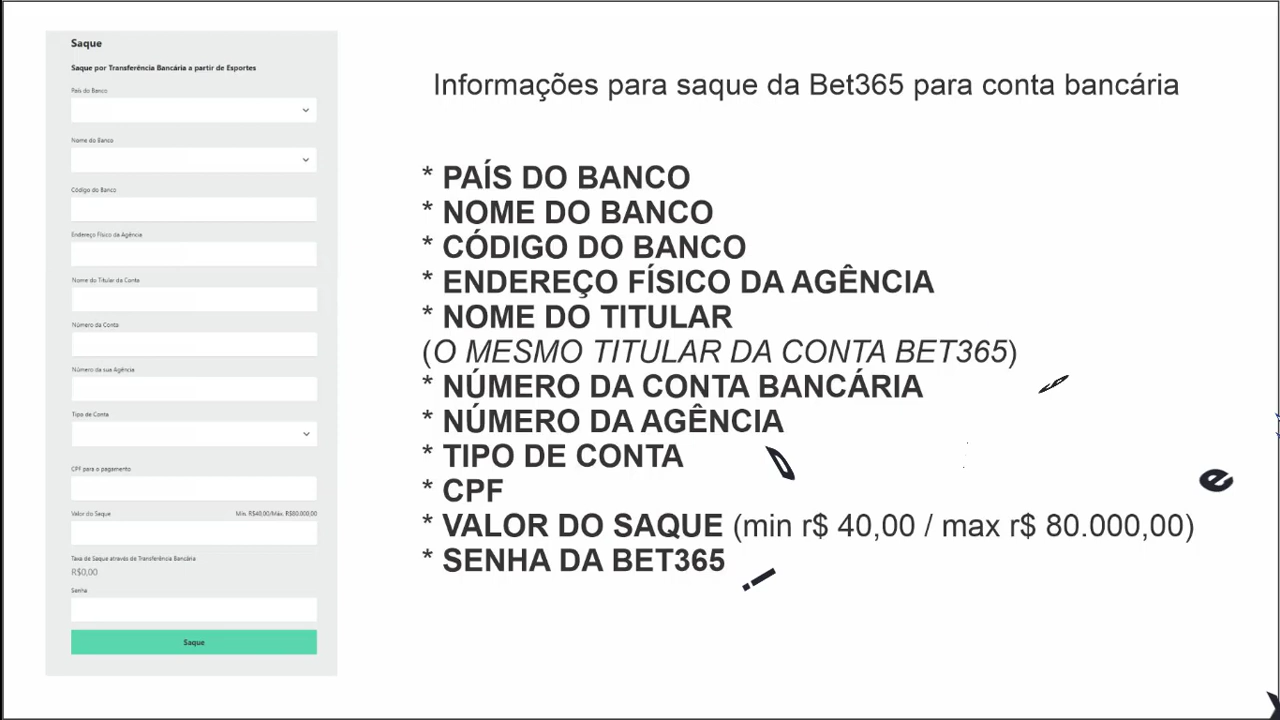 Saque
Saque por Transferência Bancária a partir de Esportes
País do Banco
Nome do Banco
Código do Banco
Endereço Físico da Agência
Nome do Titular da Conta
Número da Conta
Número da sua Agência
Tipo de Conta
CPF para o pagamento
Valor do Saque Mín. R$40,00/Máx. R$80.000,00
Taxa de Saque através de Transferência Bancária
R$0,00
Senha
Saque
Informações para saque da Bet365 para conta bancária
* PAÍS DO BANCO
* NOME DO BANCO
* CÓDIGO DO BANCO
* ENDEREÇO FÍSICO DA AGÊNCIA
* NOME DO TITULAR
(O MESMO TITULAR DA CONTA BET365)
* NÚMERO DA CONTA BANCÁRIA
* NÚMERO DA AGÊNCIA
* TIPO DE CONTA
* CPF
* VALOR DO SAQUE (min r$ 40,00 / max r$ 80.000,00)
* SENHA DA BET365
e